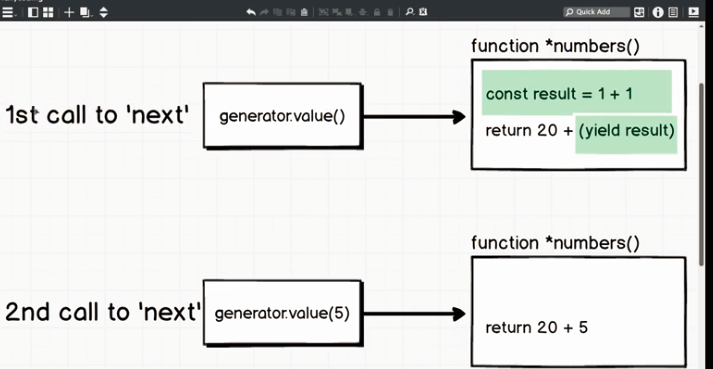 Quick Add
function *numbers()
const result = 1 + 1
1st call to 'next'
generator.value()
return 20 + (yield result)
function *numbers()
2nd call to 'next'
generator.value(5)
return 20 + 5